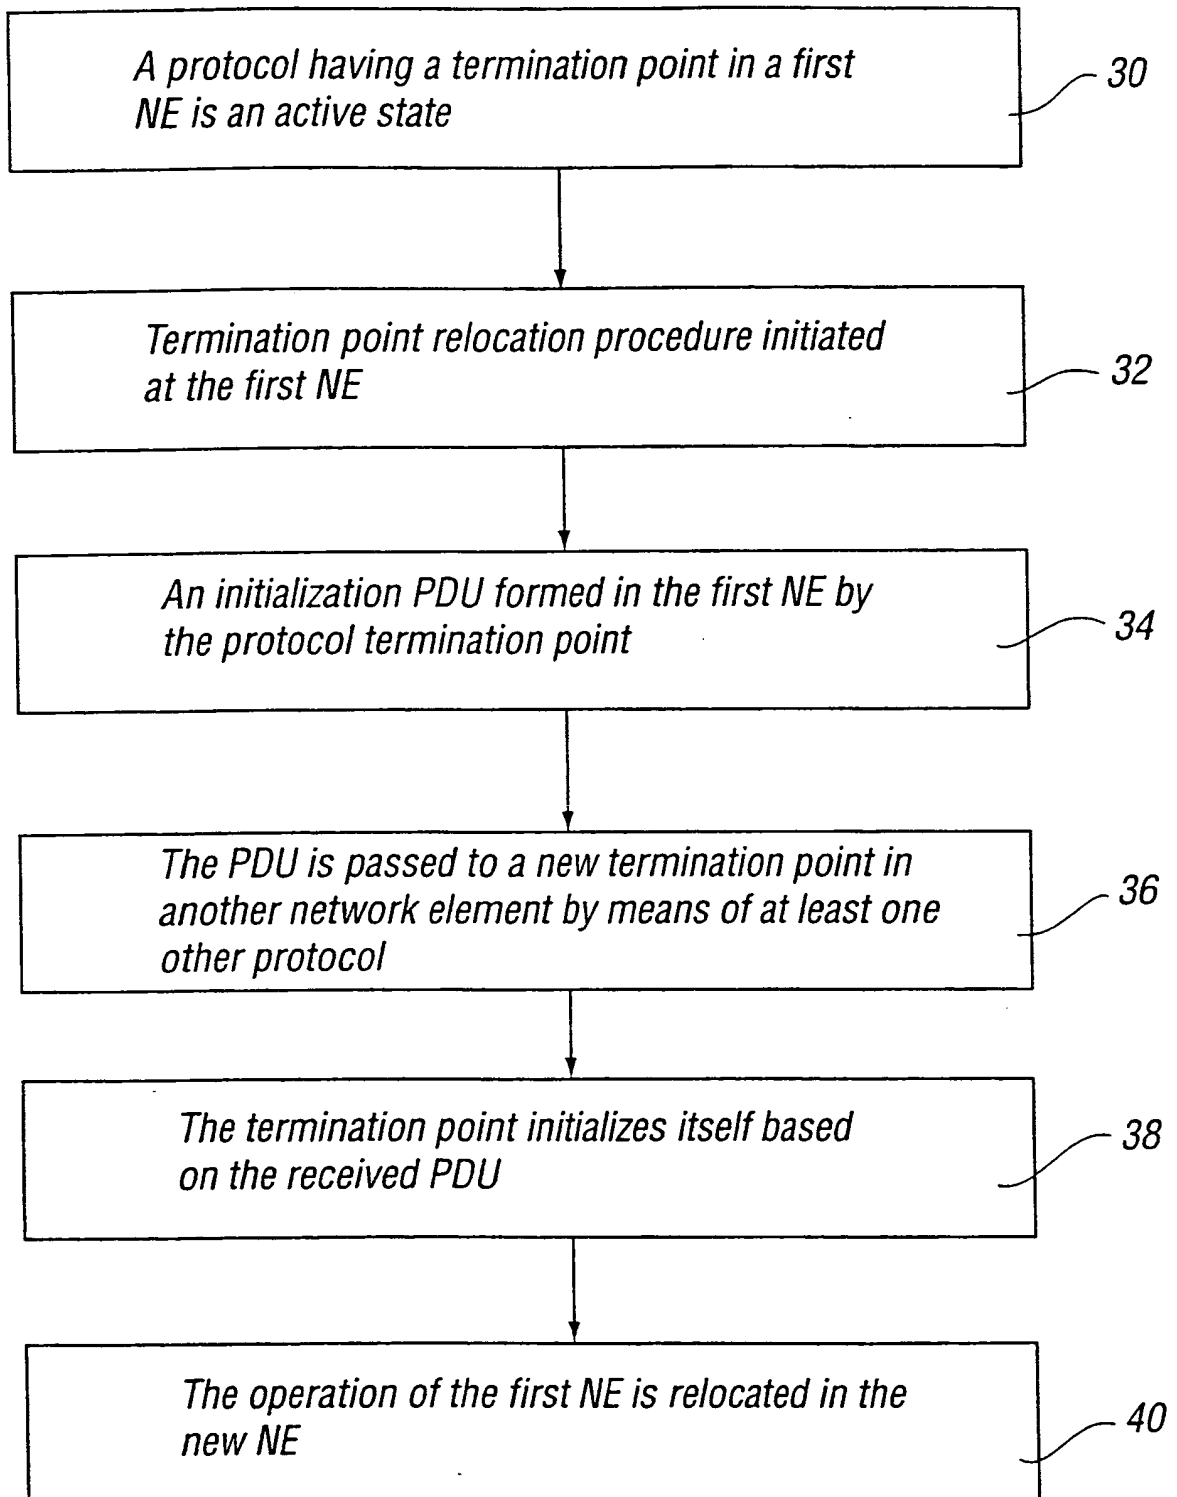 A protocol having a termination point in a first
NE is an active state
30
Termination point relocation procedure initiated
at the first NE
32
An initialization PDU formed in the first NE by
the protocol termination point
34
The PDU is passed to a new termination point in
another network element by means of at least one
other protocol
36
The termination point initializes itself based
on the received PDU
38
The operation of the first NE is relocated in the
new NE
40